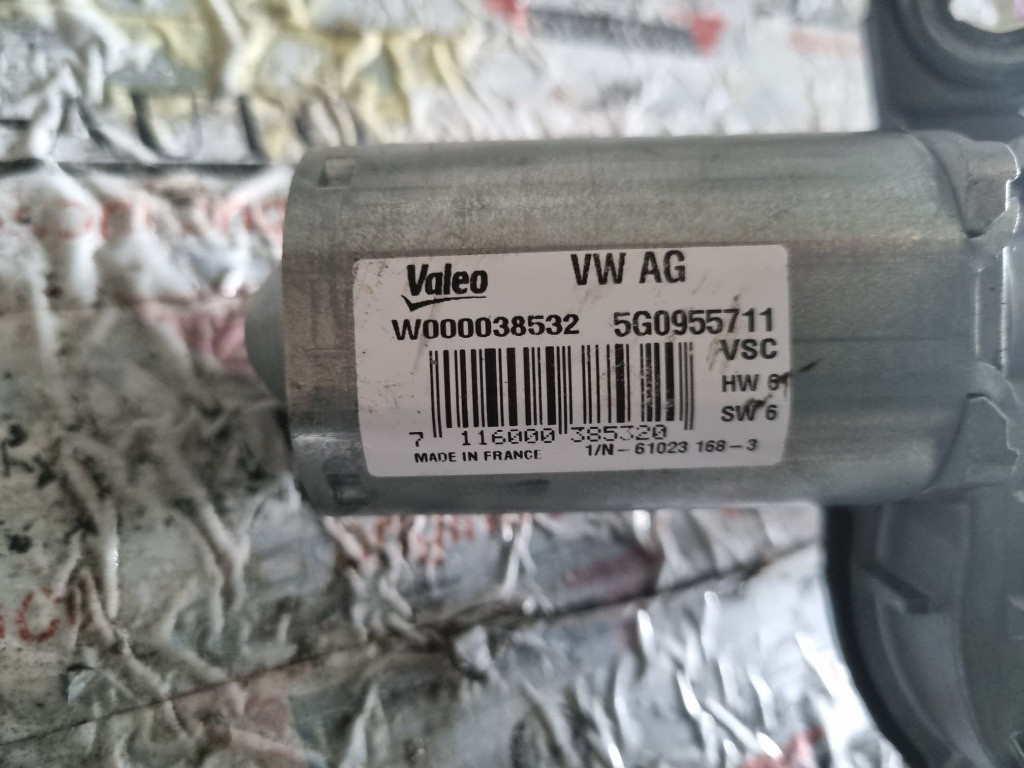 Valeo VW AG
W000038532 5G0955711
VSC
HW 6
SW 6
7 116000 385320
MADE IN FRANCE 1/N-61023 168-3